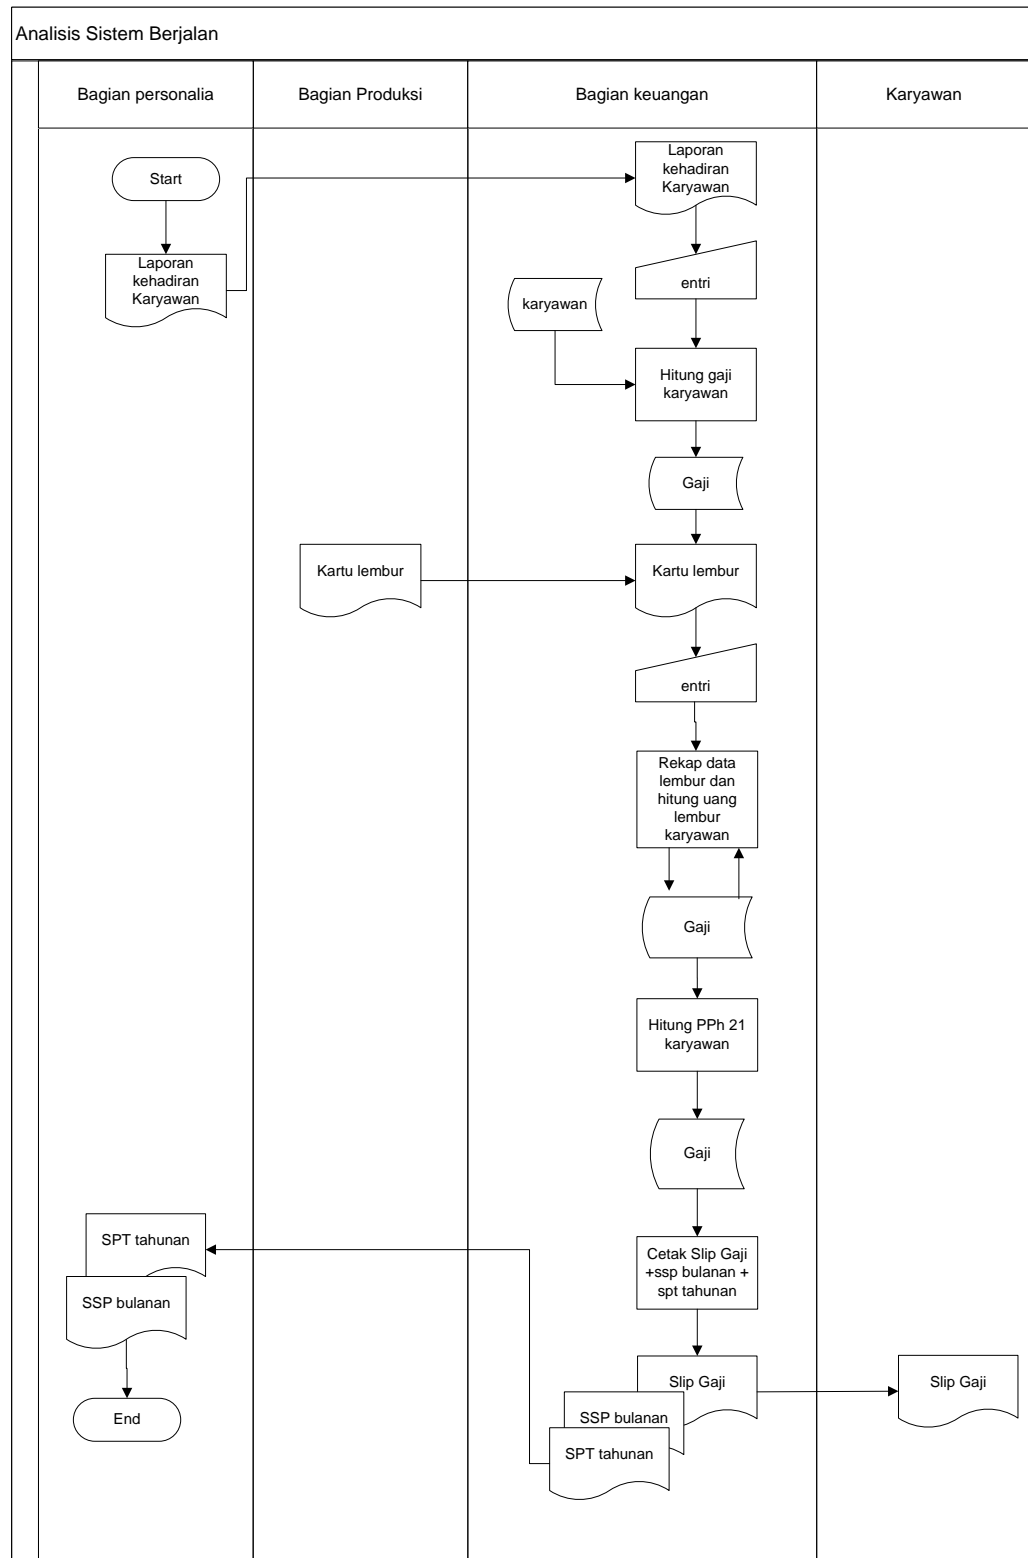 Analisis Sistem Berjalan
Bagian personalia
Bagian Produksi
Bagian keuangan
Karyawan
Start
Laporan
kehadiran
Karyawan
Laporan
kehadiran
Karyawan
entri
karyawan
Hitung gaji
karyawan
Gaji
Kartu lembur
Kartu lembur
entri
Rekap data
lembur dan
hitung uang
lembur
karyawan
Gaji
Hitung PPh 21
karyawan
Gaji
Cetak Slip Gaji
+ssp bulanan +
spt tahunan
SPT tahunan
SSP bulanan
End
Slip Gaji
SSP bulanan
SPT tahunan
Slip Gaji